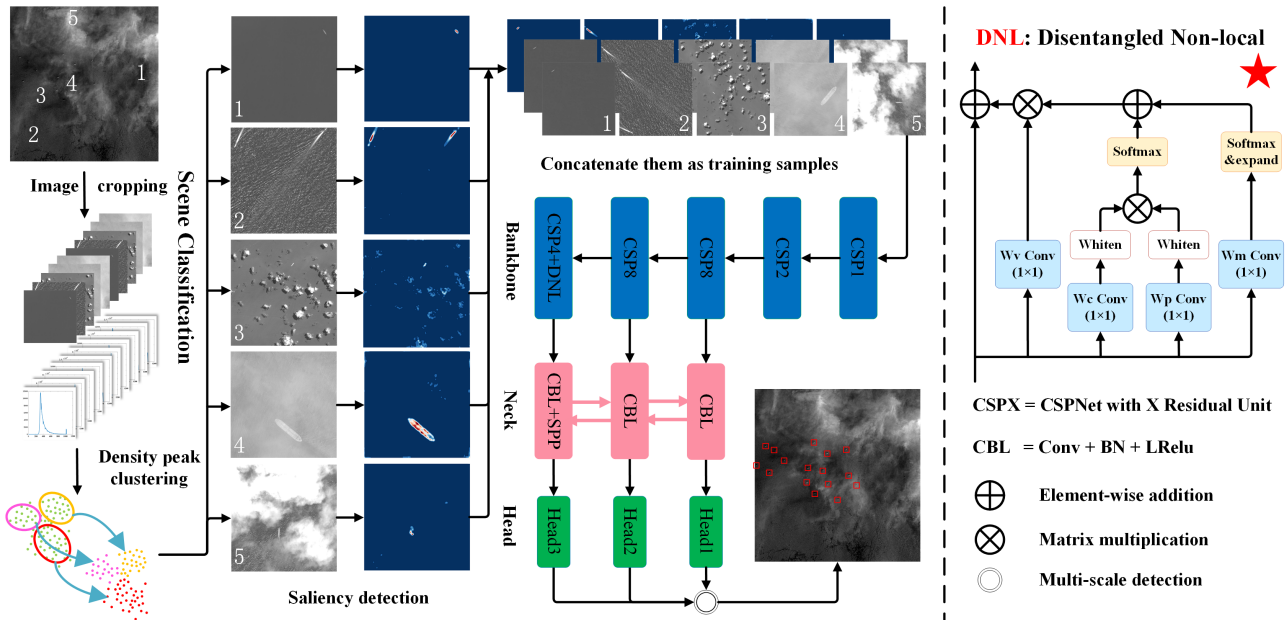 5
1
4
3
2
Image cropping
Density peak
clustering
Scene Classification
1
2
3
4
5
Saliency detection
1
2
3
4
5
Concatenate them as training samples
Bankbone
CSP4+DNL
CSP8
CSP8
CSP2
CSP1
Neck
CBL+SPP
CBL
CBL
Head
Head3
Head2
Head1
DNL: Disentangled Non-local
Softmax
Softmax
&expand
Whiten
Whiten
Wv Conv
(1×1)
Wm Conv
(1×1)
Wc Conv
(1×1)
Wp Conv
(1×1)
CSPX = CSPNet with X Residual Unit
CBL = Conv + BN + LRelu
Element-wise addition
Matrix multiplication
Multi-scale detection